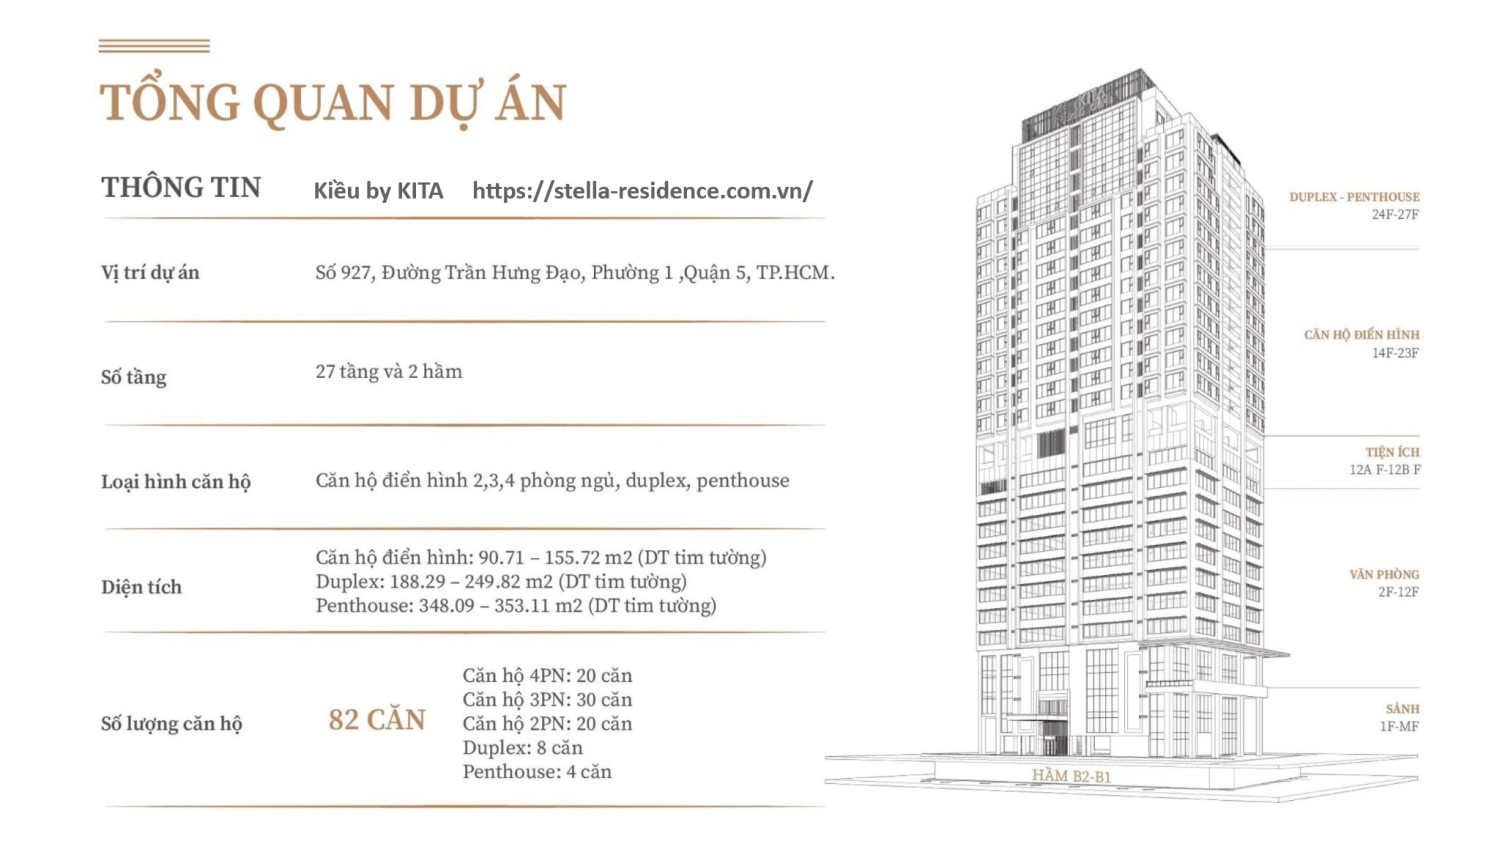 TỔNG QUAN DỰ ÁN
THÔNG TIN
Kiều by KITA https://stella-residence.com.vn/
Vị trí dự án
Số 927, Đường Trần Hưng Đạo, Phường 1 ,Quận 5, TP.HCM.
Số tầng
27 tầng và 2 hầm
Loại hình căn hộ
Căn hộ điển hình 2,3,4 phòng ngủ, duplex, penthouse
Diện tích
Căn hộ điển hình: 90.71 – 155.72 m2 (DT tim tường)
Duplex: 188.29 – 249.82 m2 (DT tim tường)
Penthouse: 348.09 – 353.11 m2 (DT tim tường)
Số lượng căn hộ
82 CĂN
Căn hộ 4PN: 20 căn
Căn hộ 3PN: 30 căn
Căn hộ 2PN: 20 căn
Duplex: 8 căn
Penthouse: 4 căn
DUPLEX - PENTHOUSE
24F-27F
CĂN HỘ ĐIỂN HÌNH
14F-23F
TIỆN ÍCH
12A F-12B F
VĂN PHÒNG
2F-12F
SẢNH
1F-MF
HẦM B2-B1